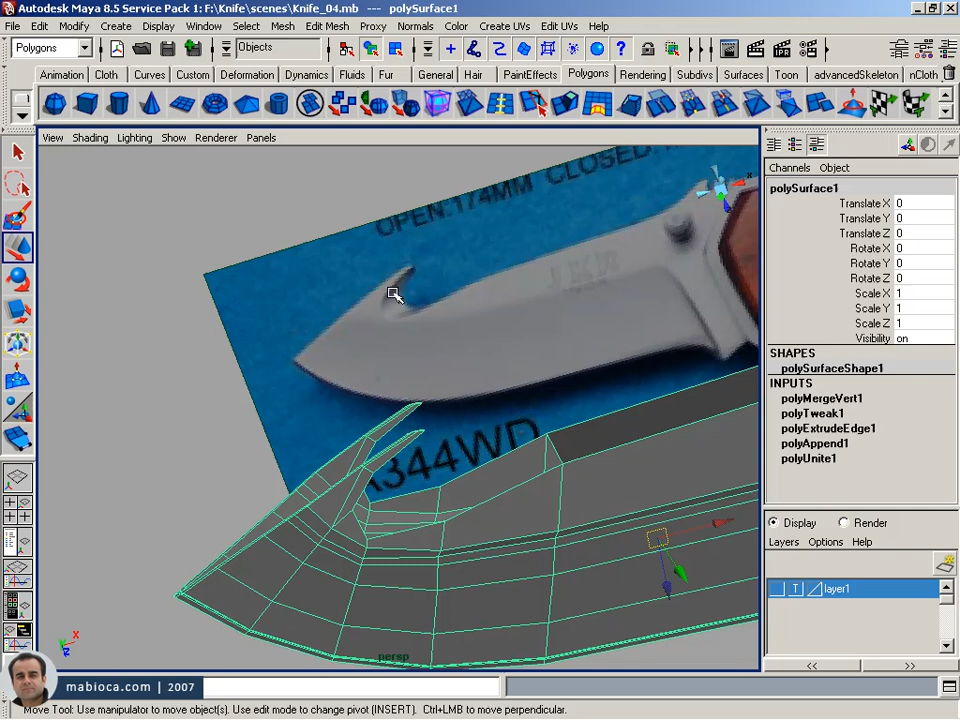 Autodesk Maya 8.5 Service Pack 1: F:\Knife\scenes\Knife_04.mb --- polySurface1
File Edit Modify Create Display Window Select Mesh Edit Mesh Proxy Normals Color Create UVs Edit UVs Help
Polygons Objects
Animation Cloth Curves Custom Deformation Dynamics Fluids Fur General Hair PaintEffects Polygons Rendering Subdivs Surfaces Toon advancedSkeleton nCloth
View Shading Lighting Show Renderer Panels
Channels Object
polySurface1
Translate X 0
Translate Y 0
Translate Z 0
Rotate X 0
Rotate Y 0
Rotate Z 0
Scale X 1
Scale Y 1
Scale Z 1
Visibility on
SHAPES
polySurfaceShape1
INPUTS
polyMergeVert1
polyTweak1
polyExtrudeEdge1
polyAppend1
polyUnite1
OPEN:174MM CLOSED
A344WD
x
X
Y
Z
persp
Display Render
Layers Options Help
T layer1
<< >>
mabioca.com | 2007
Move Tool: Use manipulator to move object(s). Use edit mode to change pivot (INSERT). Ctrl+LMB to move perpendicular.